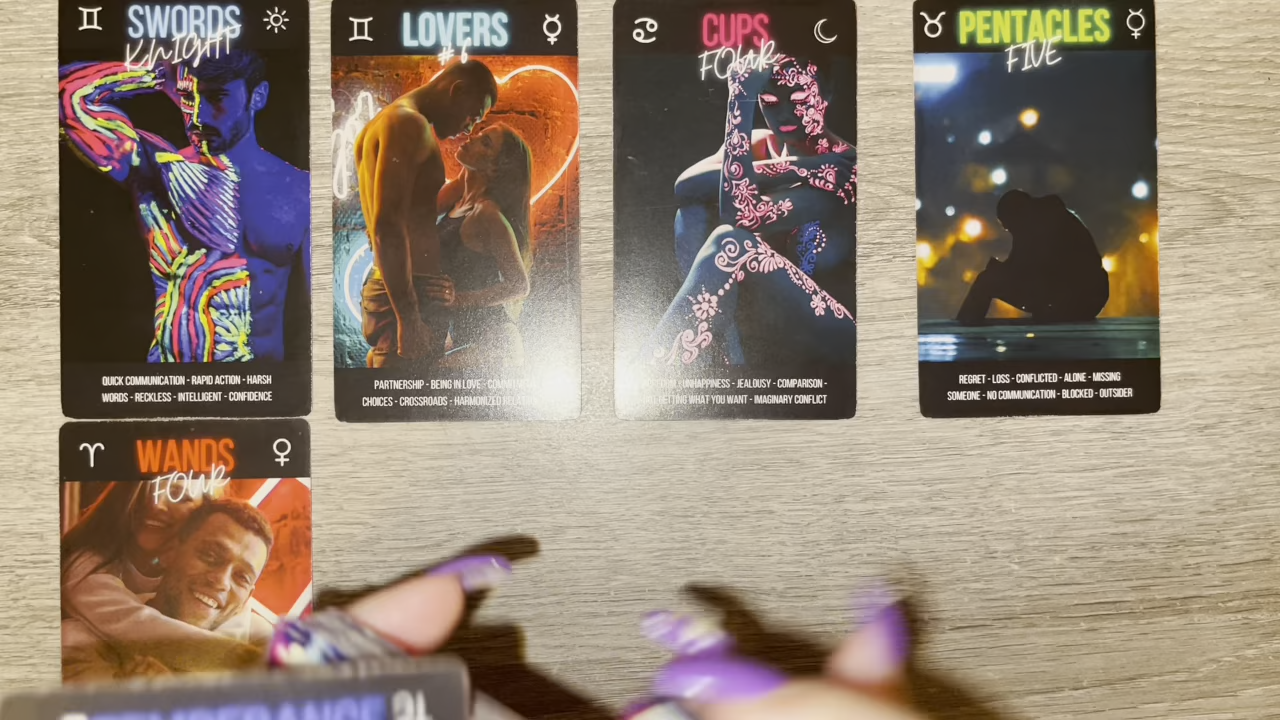 SWORDS
KNIGHT
QUICK COMMUNICATION - RAPID ACTION - HARSH
WORDS - RECKLESS - INTELLIGENT - CONFIDENCE
LOVERS
#6
PARTNERSHIP - BEING IN LOVE -
CHOICES - CROSSROADS - HARMONIZED
CUPS
FOUR
UNHAPPINESS - JEALOUSY - COMPARISON -
GETTING WHAT YOU WANT - IMAGINARY CONFLICT
PENTACLES
FIVE
REGRET - LOSS - CONFLICTED - ALONE - MISSING
SOMEONE - NO COMMUNICATION - BLOCKED - OUTSIDER
WANDS
FOUR